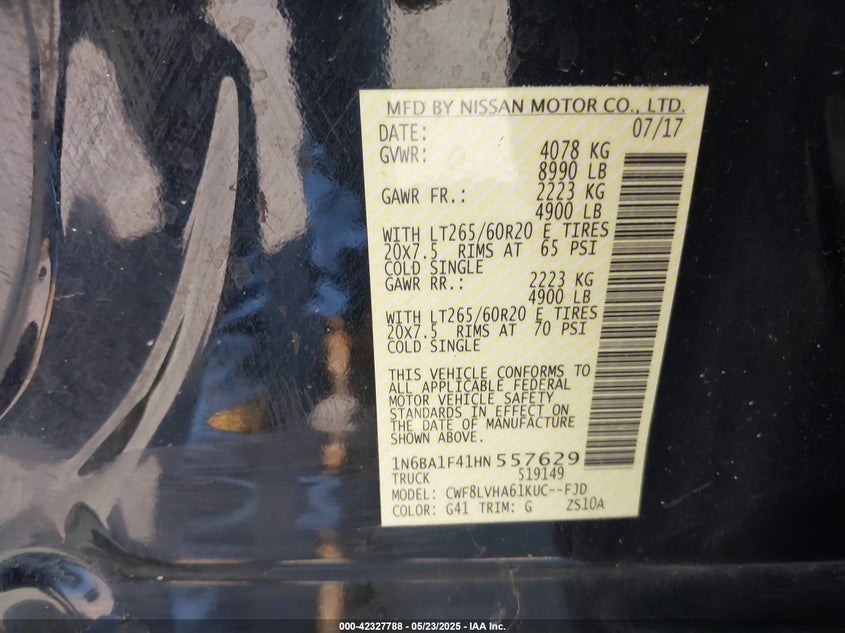 MFD BY NISSAN MOTOR CO., LTD.
DATE: 07/17
GVWR: 4078 KG
8990 LB
GAWR FR.: 2223 KG
4900 LB
WITH LT265/60R20 E TIRES
20X7.5 RIMS AT 65 PSI
COLD SINGLE
GAWR RR.: 2223 KG
4900 LB
WITH LT265/60R20 E TIRES
20X7.5 RIMS AT 70 PSI
COLD SINGLE
THIS VEHICLE CONFORMS TO
ALL APPLICABLE FEDERAL
MOTOR VEHICLE SAFETY
STANDARDS IN EFFECT ON
THE DATE OF MANUFACTURE
SHOWN ABOVE.
1N6BA1F41HN 557629
TRUCK 519149
MODEL: CWF8LVHA61KUC--FJD
COLOR: G41 TRIM: G ZS10A
000-42327788 - 05/23/2025 - IAA Inc.